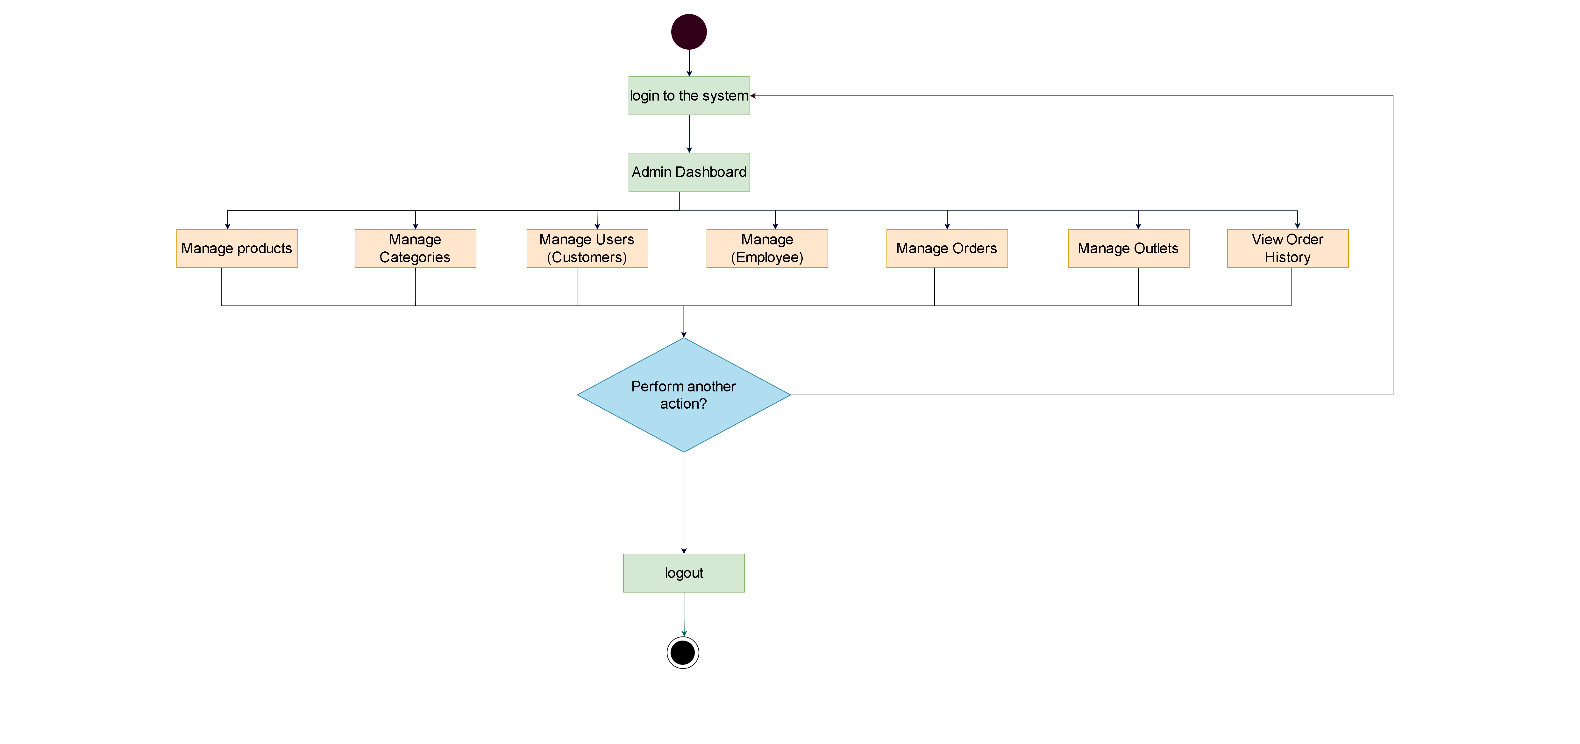 login to the system
Admin Dashboard
Manage products
Manage
Categories
Manage Users
(Customers)
Manage
(Employee)
Manage Orders
Manage Outlets
View Order
History
Perform another
action?
logout